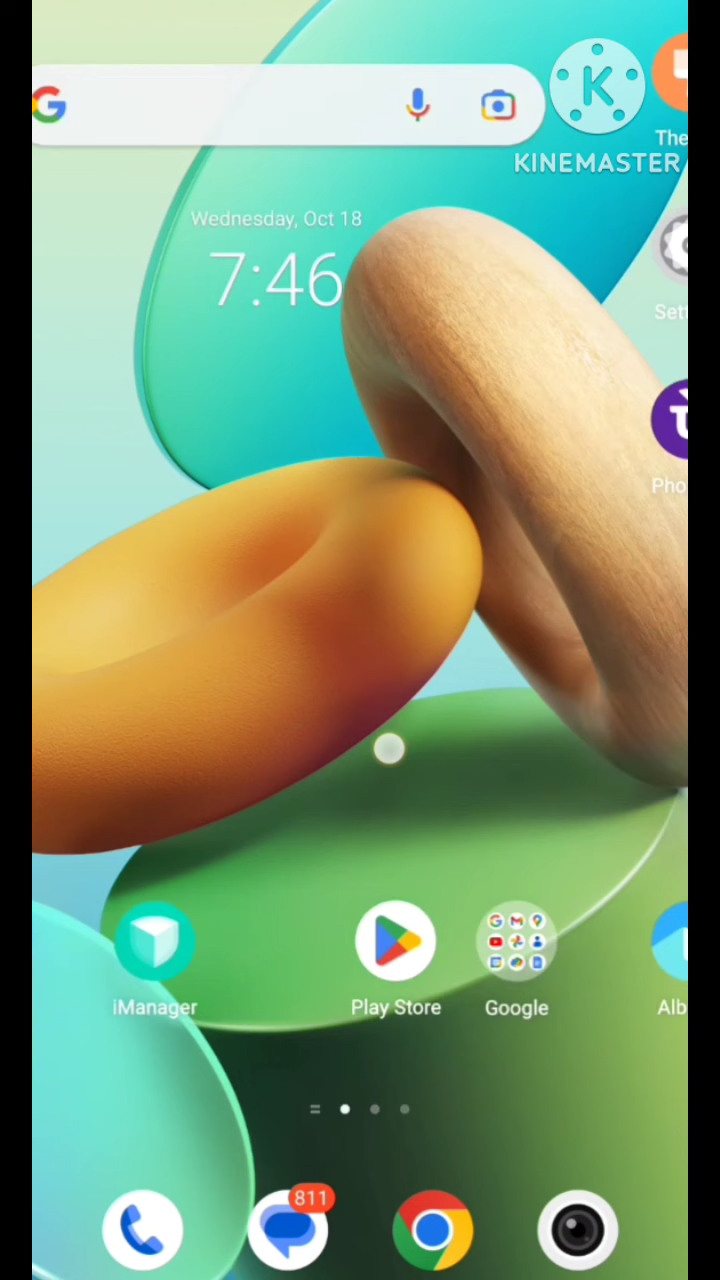 KINEMASTER
The
Wednesday, Oct 18
7:46
Sett
Pho
iManager
Play Store
Google
Alb
811